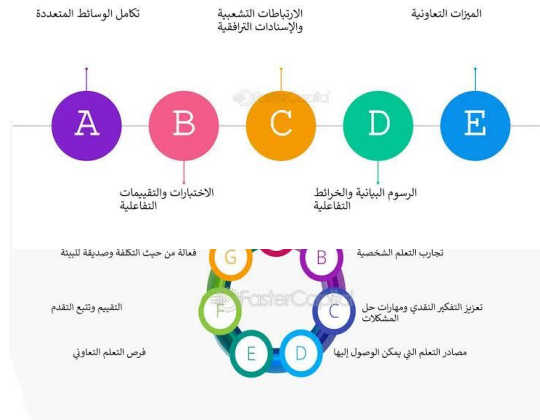 تكامل الوسائط المتعددة
الارتباطات التشعبية
والإسنادات الترافقية
الميزات التعاونية
FasterCapital
A
B
C
D
E
الاختبارات والتقييمات
التفاعلية
الرسوم البيانية والخرائط
التفاعلية
فعالة من حيث التكلفة وصديقة للبيئة
G
B
تجارب التعلم الشخصية
التقييم وتتبع التقدم
F
FasterCapital
C
تعزيز التفكير النقدي ومهارات حل
المشكلات
فرص التعلم التعاوني
E
D
مصادر التعلم التي يمكن الوصول إليها